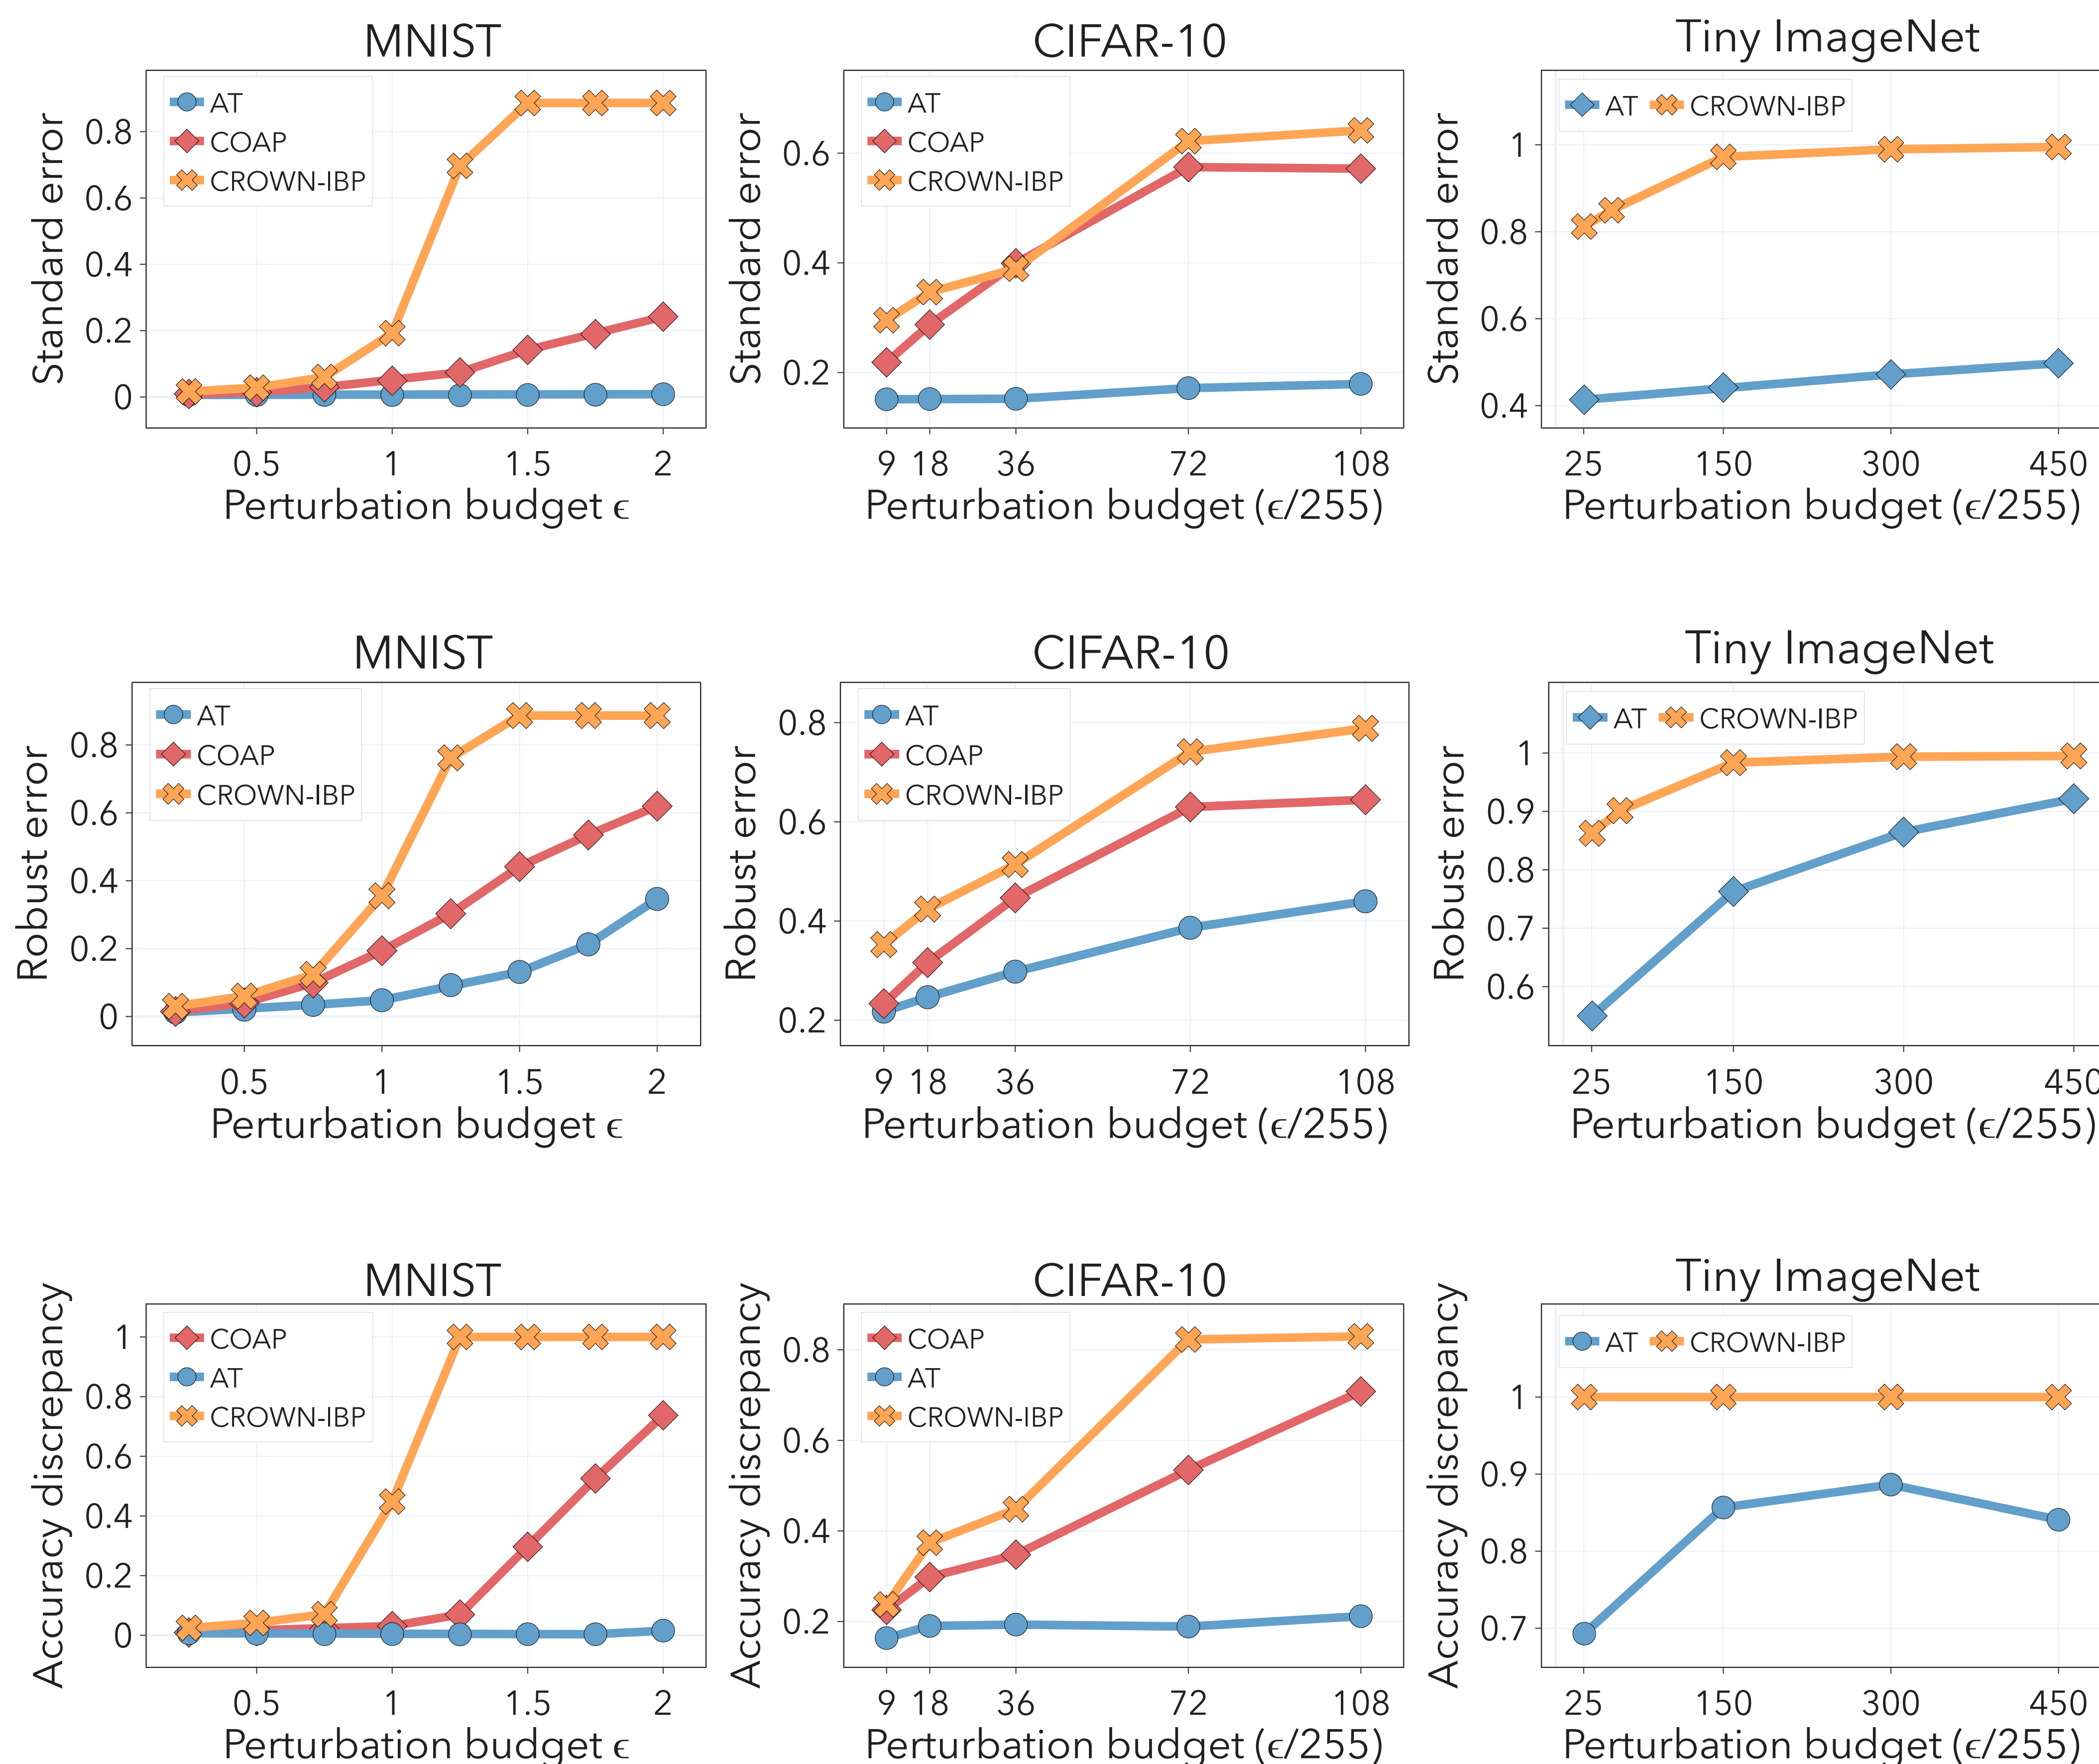 MNIST
Standard error
AT
COAP
CROWN-IBP
0.8
0.6
0.4
0.2
0
0.5 1 1.5 2
Perturbation budget ϵ
CIFAR-10
Standard error
AT
COAP
CROWN-IBP
0.6
0.4
0.2
9 18 36 72 108
Perturbation budget (ϵ/255)
Tiny ImageNet
Standard error
AT CROWN-IBP
1
0.8
0.6
0.4
25 150 300 450
Perturbation budget (ϵ/255)
MNIST
Robust error
AT
COAP
CROWN-IBP
0.8
0.6
0.4
0.2
0
0.5 1 1.5 2
Perturbation budget ϵ
CIFAR-10
Robust error
AT
COAP
CROWN-IBP
0.8
0.6
0.4
0.2
9 18 36 72 108
Perturbation budget (ϵ/255)
Tiny ImageNet
Robust error
AT CROWN-IBP
1
0.9
0.8
0.7
0.6
25 150 300 450
Perturbation budget (ϵ/255)
MNIST
Accuracy discrepancy
COAP
AT
CROWN-IBP
1
0.8
0.6
0.4
0.2
0
0.5 1 1.5 2
Perturbation budget ϵ
CIFAR-10
Accuracy discrepancy
COAP
AT
CROWN-IBP
0.8
0.6
0.4
0.2
9 18 36 72 108
Perturbation budget (ϵ/255)
Tiny ImageNet
Accuracy discrepancy
AT CROWN-IBP
1
0.9
0.8
0.7
25 150 300 450
Perturbation budget (ϵ/255)